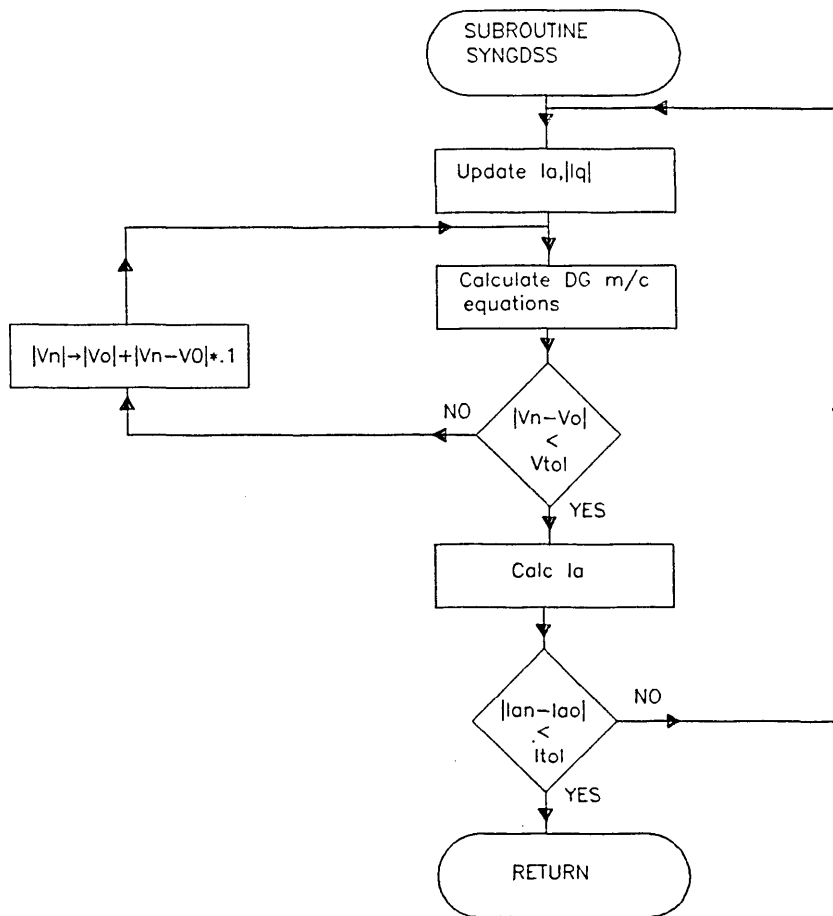 SUBROUTINE
SYNGDSS
Update Ia,|Iq|
Calculate DG m/c
equations
|Vn|→|Vo|+|Vn-V0|*.1
NO
|Vn-Vo|
<
Vtol
YES
Calc Ia
|Ian-Iao|
<
Itol
NO
YES
RETURN